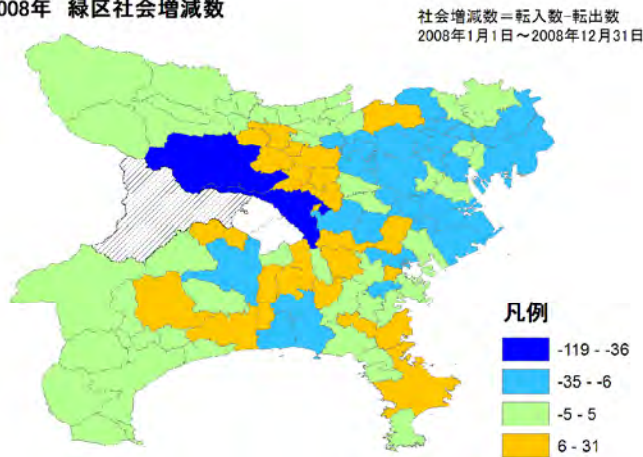 008年 緑区社会増減数
社会増減数＝転入数-転出数
2008年1月1日～2008年12月31日
凡例
-119 - -36
-35 - -6
-5 - 5
6 - 31